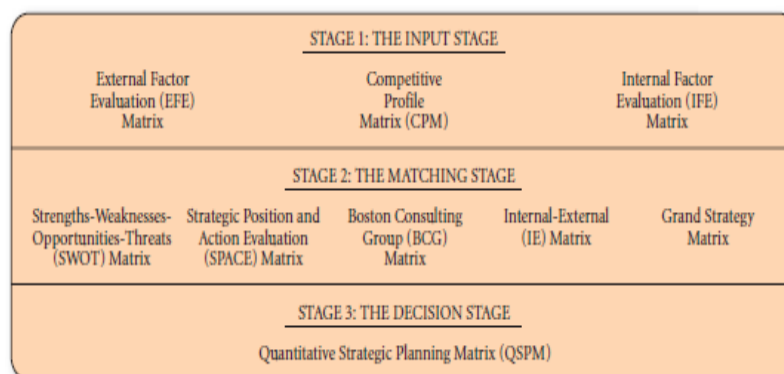 STAGE 1: THE INPUT STAGE
External Factor
Evaluation (EFE)
Matrix
Competitive
Profile
Matrix (CPM)
Internal Factor
Evaluation (IFE)
Matrix
STAGE 2: THE MATCHING STAGE
Strengths-Weaknesses-
Opportunities-Threats
(SWOT) Matrix
Strategic Position and
Action Evaluation
(SPACE) Matrix
Boston Consulting
Group (BCG)
Matrix
Internal-External
(IE) Matrix
Grand Strategy
Matrix
STAGE 3: THE DECISION STAGE
Quantitative Strategic Planning Matrix (QSPM)